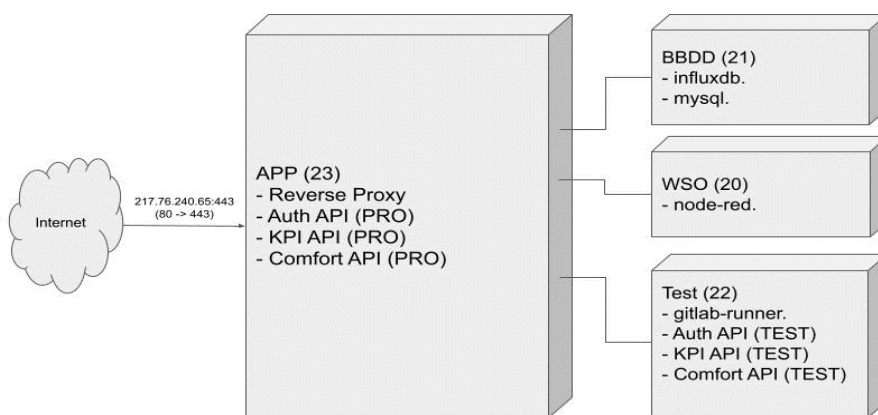 Internet
217.76.240.65:443
(80 -> 443)
APP (23)
- Reverse Proxy
- Auth API (PRO)
- KPI API (PRO)
- Comfort API (PRO)
BBDD (21)
- influxdb.
- mysql.
WSO (20)
- node-red.
Test (22)
- gitlab-runner.
- Auth API (TEST)
- KPI API (TEST)
- Comfort API (TEST)